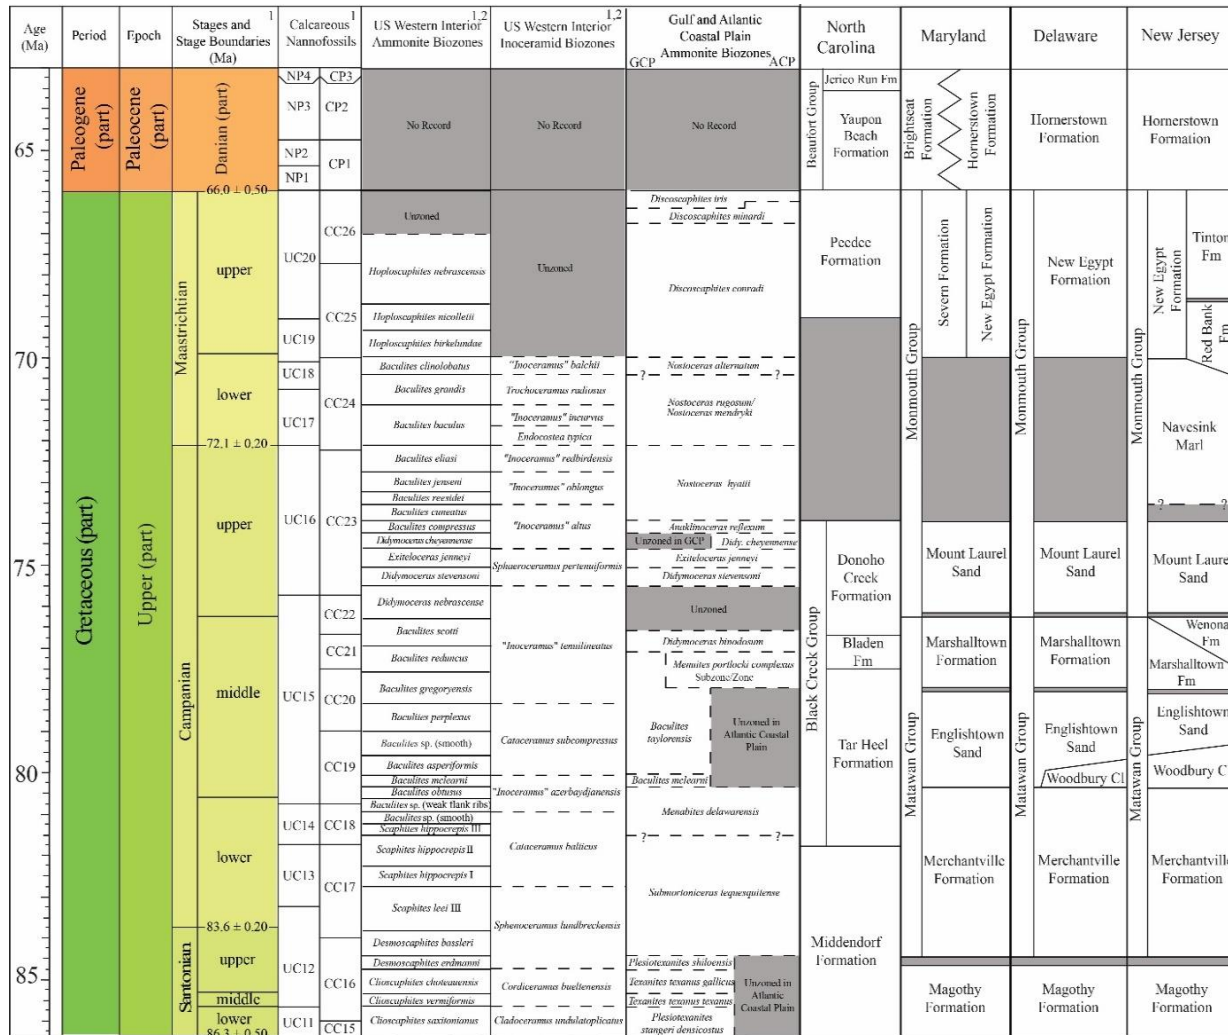 Age
(Ma)
Period
Epoch
1
Stages and
Stage Boundaries
(Ma)
1
Calcareous
Nannofossils
1,2
US Western Interior
Ammonite Biozones
1,2
US Western Interior
Inoceramid Biozones
Gulf and Atlantic
Coastal Plain
Ammonite Biozones
GCP
ACP
North
Carolina
Maryland
Delaware
New Jersey
65
70
75
80
85
Paleogene
(part)
Cretaceous (part)
Paleocene
(part)
Upper (part)
Danian (part)
66.0 ± 0.50
Maastrichtian
upper
lower
72.1 ± 0.20
Campanian
upper
middle
lower
83.6 ± 0.20
Santonian
upper
middle
lower
86.3 ± 0.50
NP4
NP3
NP2
NP1
UC20
UC19
UC18
UC17
UC16
UC15
UC14
UC13
UC12
UC11
CP3
CP2
CP1
CC26
CC25
CC24
CC23
CC22
CC21
CC20
CC19
CC18
CC17
CC16
CC15
No Record
Unzoned
Hoploscaphites nebrascensis
Hoploscaphites nicolletii
Hoploscaphites birkelundae
Baculites clinolobatus
Baculites grandis
Baculites baculus
Baculites eliasi
Baculites jenseni
Baculites reesidei
Baculites cuneatus
Baculites compressus
Didymoceras cheyennense
Exiteloceras jenneyi
Didymoceras stevensoni
Didymoceras nebrascense
Baculites scotti
Baculites reduncus
Baculites gregoryensis
Baculites perplexus
Baculites sp. (smooth)
Baculites asperiformis
Baculites mclearni
Baculites obtusus
Baculites sp. (weak flank ribs)
Baculites sp. (smooth)
Scaphites hippocrepis III
Scaphites hippocrepis II
Scaphites hippocrepis I
Scaphites leei III
Desmoscaphites bassleri
Desmoscaphites erdmanni
Clioscaphites choteauensis
Clioscaphites vermiformis
Clioscaphites saxitonianus
No Record
Unzoned
"Inoceramus" balchii
Trochoceramus radiosus
"Inoceramus" incurvus
Endocostea typica
"Inoceramus" redbirdensis
"Inoceramus" oblongus
"Inoceramus" altus
Sphaeroceramus pertenuiformis
"Inoceramus" tenuilineatus
Cataceramus subcompressus
"Inoceramus" azerbaydjanensis
Cataceramus balticus
Sphenoceramus lundbreckensis
Cordiceramus bueltenensis
Cladoceramus undulatoplicatus
No Record
Discoscaphites iris
Discoscaphites minardi
Discoscaphites conradi
Nostoceras alternatum
?
?
Nostoceras rugosum/
Nostoceras mendryki
Nostoceras hyatii
Anaklinoceras reflexum
Unzoned in GCP
Didy. cheyennense
Exiteloceras jenneyi
Didymoceras stevensoni
Unzoned
Didymoceras binodosum
Menuites portlocki complexus
Subzone/Zone
Baculites
taylorensis
Unzoned in
Atlantic Coastal
Plain
Baculites mclearni
Menabites delawarensis
?
?
Submortoniceras tequesquitense
Plesiotexanites shiloensis
Texanites texanus gallicus
Texanites texanus texanus
Plesiotexanites
stangeri densicostus
Unzoned in
Atlantic
Coastal Plain
Beaufort Group
Jerico Run Fm
Yaupon
Beach
Formation
Peedee
Formation
Black Creek Group
Donoho
Creek
Formation
Bladen
Fm
Tar Heel
Formation
Middendorf
Formation
Brightseat
Formation
Hornerstown
Formation
Monmouth Group
Severn Formation
New Egypt Formation
Mount Laurel
Sand
Matawan Group
Marshalltown
Formation
Englishtown
Sand
Merchantville
Formation
Magothy
Formation
Hornerstown
Formation
Monmouth Group
New Egypt
Formation
Mount Laurel
Sand
Matawan Group
Marshalltown
Formation
Englishtown
Sand
Woodbury Cl
Merchantville
Formation
Magothy
Formation
Hornerstown
Formation
Monmouth Group
New Egypt
Formation
Tinton
Fm
Red Bank
Fm
Navesink
Marl
?
?
Mount Laurel
Sand
Matawan Group
Wenona
Fm
Marshalltown
Fm
Englishtown
Sand
Woodbury Cl
Merchantville
Formation
Magothy
Formation